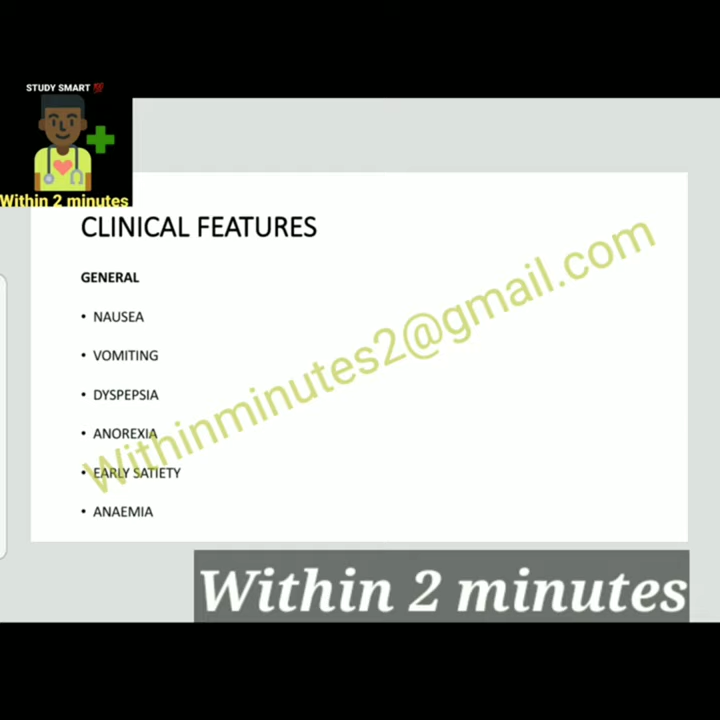 STUDY SMART 💯
Within 2 minutes
CLINICAL FEATURES
GENERAL
• NAUSEA
• VOMITING
• DYSPEPSIA
• ANOREXIA
• EARLY SATIETY
• ANAEMIA
Withinminutes2@gmail.com
Within 2 minutes